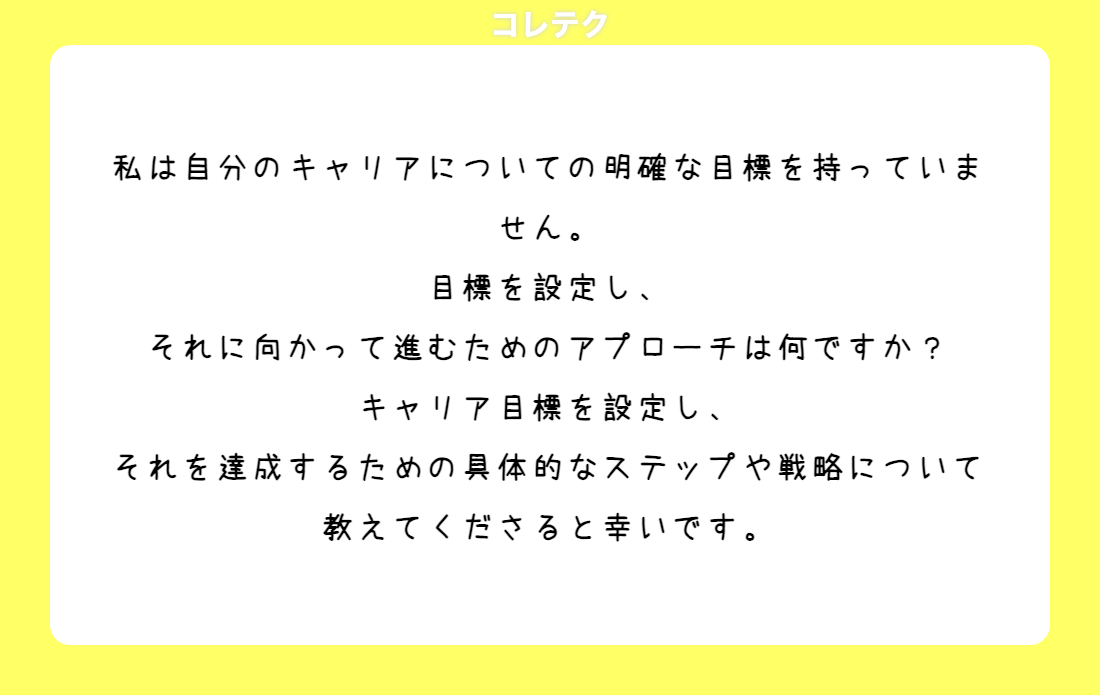 コレテク
私は自分のキャリアについての明確な目標を持っていま
せん。
目標を設定し、
それに向かって進むためのアプローチは何ですか？
キャリア目標を設定し、
それを達成するための具体的なステップや戦略について
教えてくださると幸いです。